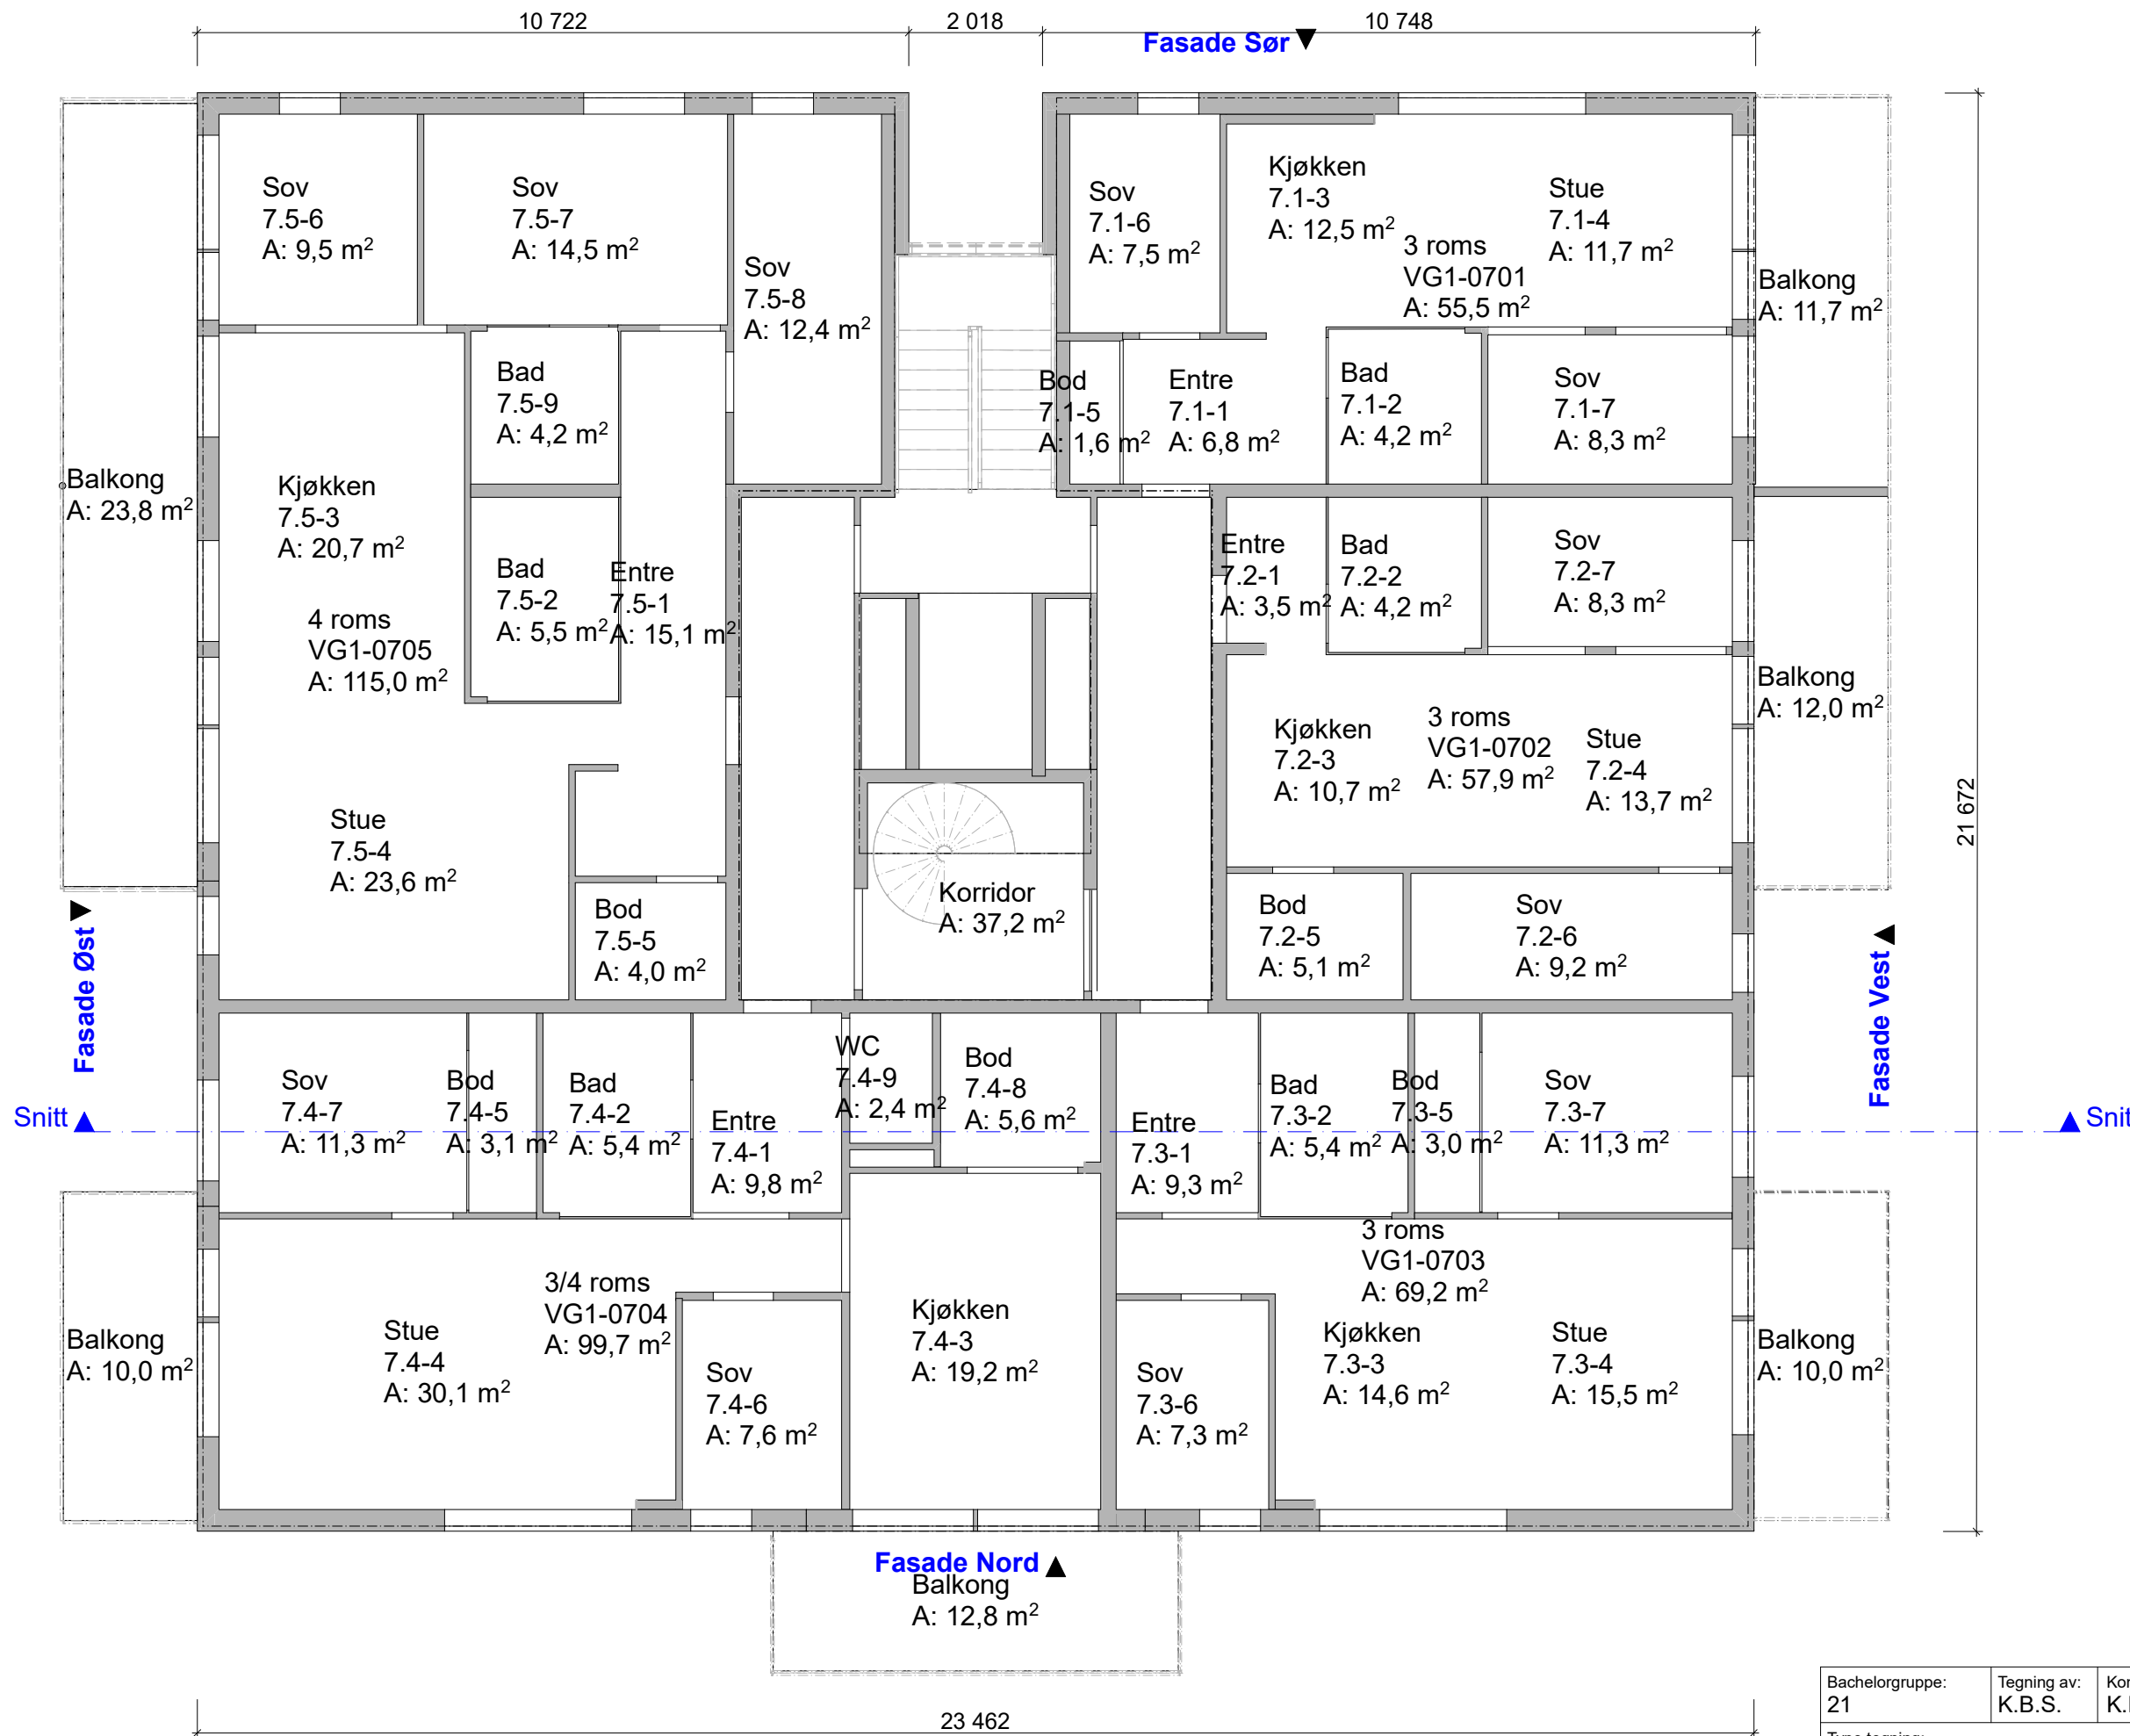 10 722
2 018
10 748
Fasade Sør
Sov
7.5-6
A: 9,5 m²
Sov
7.5-7
A: 14,5 m²
Sov
7.5-8
A: 12,4 m²
Sov
7.1-6
A: 7,5 m²
Kjøkken
7.1-3
A: 12,5 m²
3 roms
VG1-0701
A: 55,5 m²
Stue
7.1-4
A: 11,7 m²
Balkong
A: 11,7 m²
Bad
7.5-9
A: 4,2 m²
Bod
7.1-5
A: 1,6 m²
Entre
7.1-1
A: 6,8 m²
Bad
7.1-2
A: 4,2 m²
Sov
7.1-7
A: 8,3 m²
Balkong
A: 23,8 m²
Kjøkken
7.5-3
A: 20,7 m²
4 roms
VG1-0705
A: 115,0 m²
Bad
7.5-2
A: 5,5 m²
Entre
7.5-1
A: 15,1 m²
Entre
7.2-1
A: 3,5 m²
Bad
7.2-2
A: 4,2 m²
Sov
7.2-7
A: 8,3 m²
Balkong
A: 12,0 m²
Kjøkken
7.2-3
A: 10,7 m²
3 roms
VG1-0702
A: 57,9 m²
Stue
7.2-4
A: 13,7 m²
21 672
Stue
7.5-4
A: 23,6 m²
Bod
7.5-5
A: 4,0 m²
Korridor
A: 37,2 m²
Bod
7.2-5
A: 5,1 m²
Sov
7.2-6
A: 9,2 m²
Fasade Øst
Fasade Vest
Snitt
Sov
7.4-7
A: 11,3 m²
Bod
7.4-5
A: 3,1 m²
Bad
7.4-2
A: 5,4 m²
Entre
7.4-1
A: 9,8 m²
WC
7.4-9
A: 2,4 m²
Bod
7.4-8
A: 5,6 m²
Entre
7.3-1
A: 9,3 m²
Bad
7.3-2
A: 5,4 m²
Bod
7.3-5
A: 3,0 m²
Sov
7.3-7
A: 11,3 m²
Snit
Balkong
A: 10,0 m²
Stue
7.4-4
A: 30,1 m²
3/4 roms
VG1-0704
A: 99,7 m²
Sov
7.4-6
A: 7,6 m²
Kjøkken
7.4-3
A: 19,2 m²
Sov
7.3-6
A: 7,3 m²
3 roms
VG1-0703
A: 69,2 m²
Kjøkken
7.3-3
A: 14,6 m²
Stue
7.3-4
A: 15,5 m²
Balkong
A: 10,0 m²
Fasade Nord
Balkong
A: 12,8 m²
23 462
Bachelorgruppe:
21
Tegning av:
K.B.S.